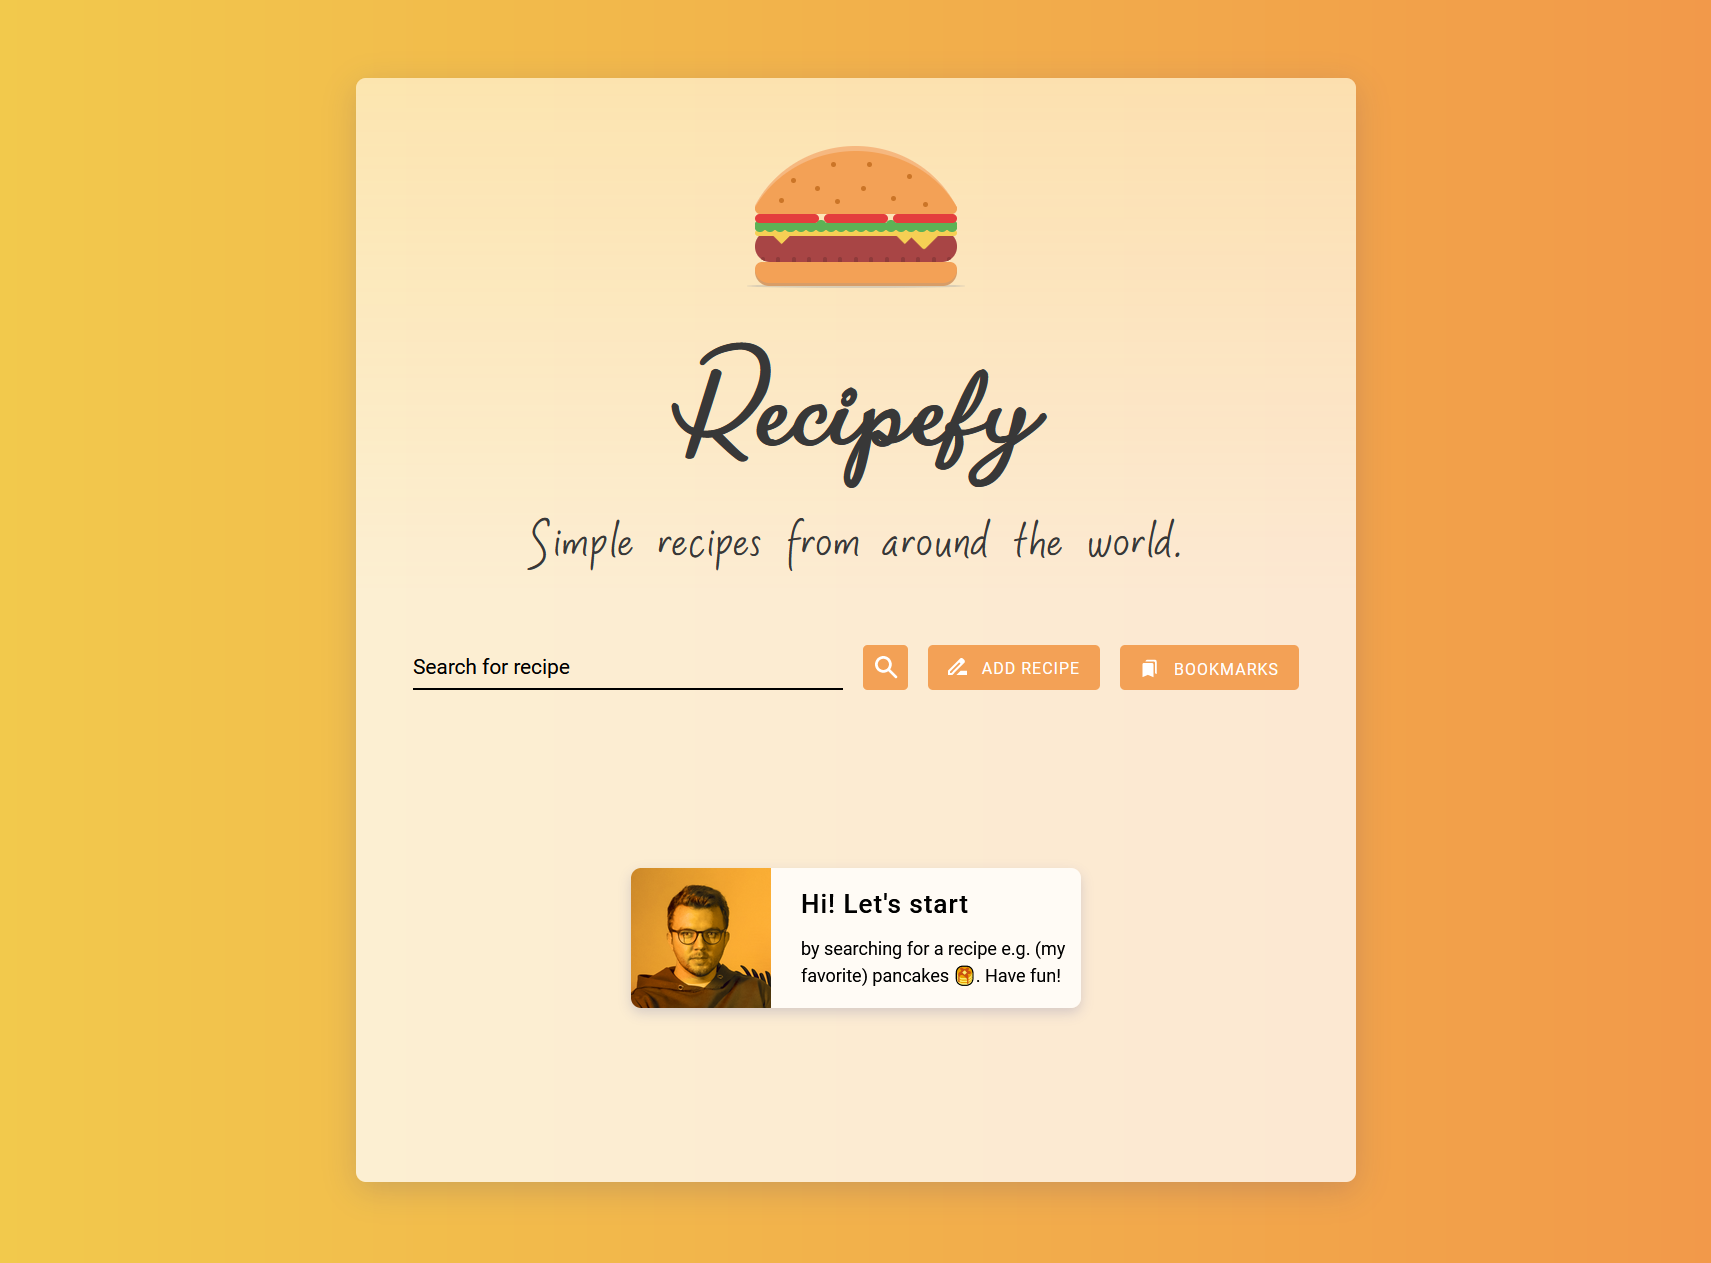 Recipefy
Simple recipes from around the world.
Search for recipe
ADD RECIPE
BOOKMARKS
Hi! Let's start
by searching for a recipe e.g. (my
favorite) pancakes 🥞. Have fun!